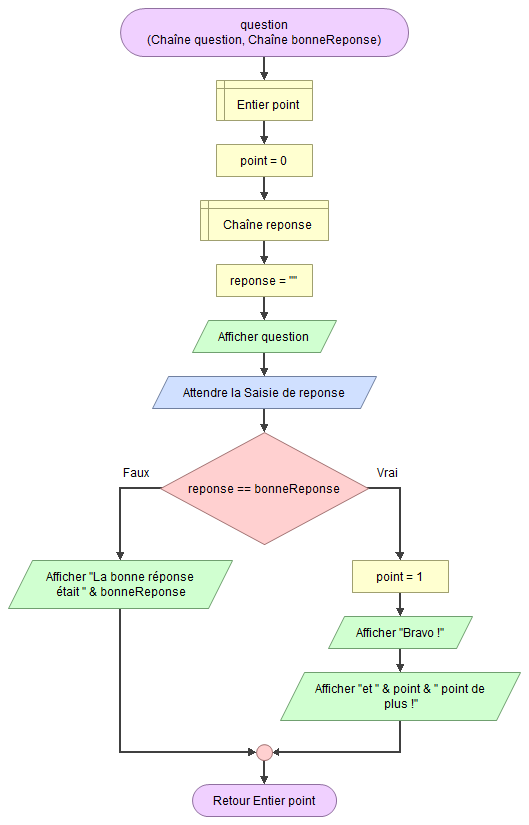 question
(Chaîne question, Chaîne bonneReponse)
Entier point
point = 0
Chaîne reponse
reponse = ""
Afficher question
Attendre la Saisie de reponse
reponse == bonneReponse
Faux
Vrai
Afficher "La bonne réponse
était " & bonneReponse
point = 1
Afficher "Bravo !"
Afficher "et " & point & " point de
plus !"
Retour Entier point